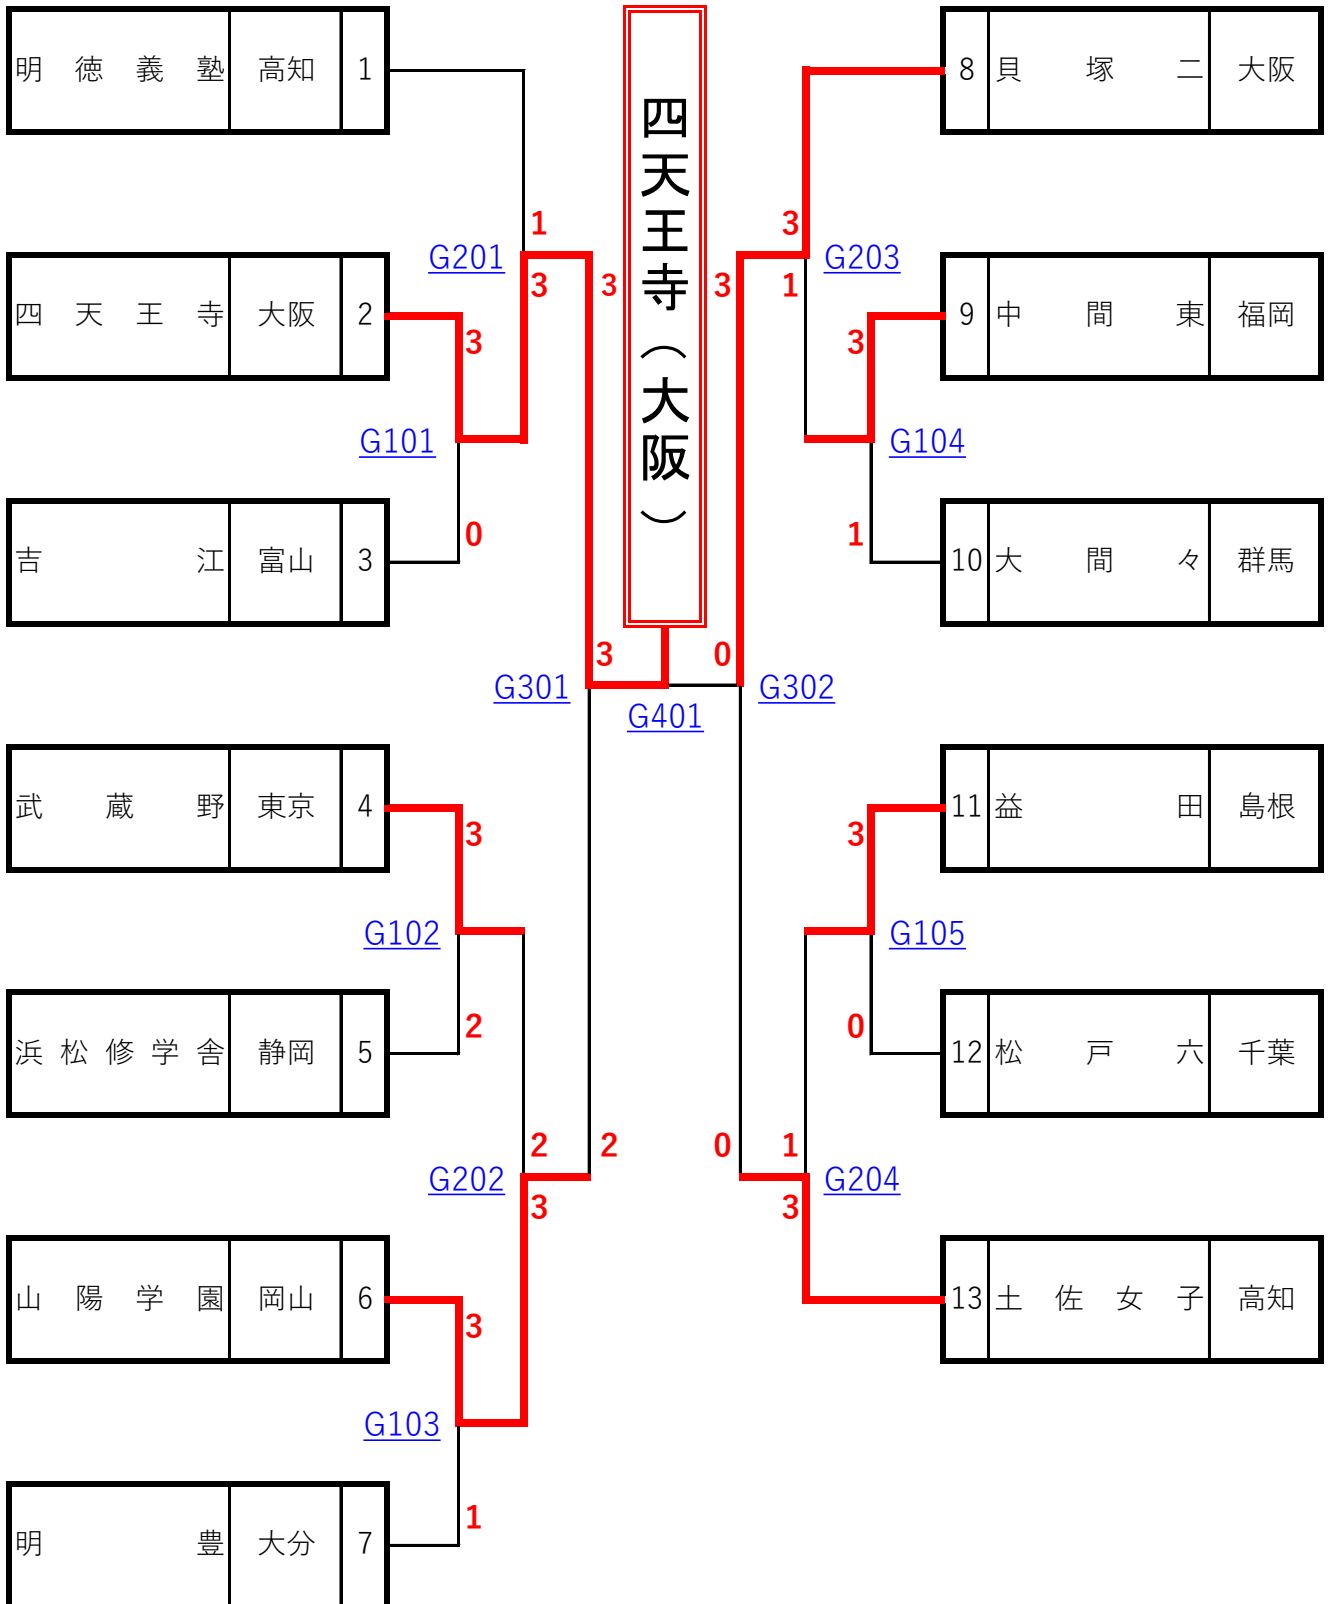 明徳義塾 高知 1
四天王寺 大阪 2
吉江 富山 3
武蔵野 東京 4
浜松修学舎 静岡 5
山陽学園 岡山 6
明豊 大分 7
G101
3
0
G102
3
2
G103
3
1
G201
1
3
G202
2
3
G301
3
2
四天王寺（大阪）
3
0
G401
G302
3
0
G203
3
1
G204
1
3
G104
3
1
G105
3
0
8 貝塚二 大阪
9 中間東 福岡
10 大間々 群馬
11 益田 島根
12 松戸六 千葉
13 土佐女子 高知